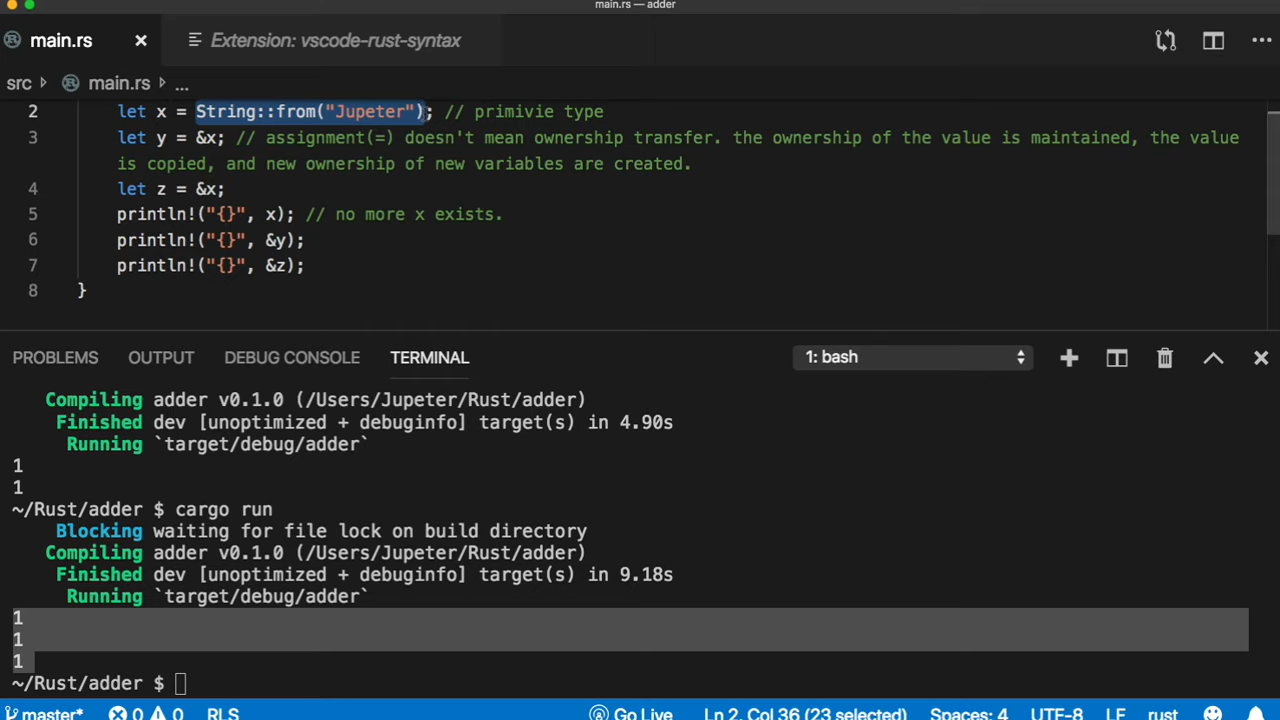 main.rs — adder
main.rs × Extension: vscode-rust-syntax
src main.rs ...
2 let x = String::from("Jupeter"); // primivie type
3 let y = &x; // assignment(=) doesn't mean ownership transfer. the ownership of the value is maintained, the value
is copied, and new ownership of new variables are created.
4 let z = &x;
5 println!("{}", x); // no more x exists.
6 println!("{}", &y);
7 println!("{}", &z);
8 }
PROBLEMS OUTPUT DEBUG CONSOLE TERMINAL 1: bash
Compiling adder v0.1.0 (/Users/Jupeter/Rust/adder)
Finished dev [unoptimized + debuginfo] target(s) in 4.90s
Running `target/debug/adder`
1
1
~/Rust/adder $ cargo run
Blocking waiting for file lock on build directory
Compiling adder v0.1.0 (/Users/Jupeter/Rust/adder)
Finished dev [unoptimized + debuginfo] target(s) in 9.18s
Running `target/debug/adder`
1
1
1
~/Rust/adder $
master* 0 0 RLS Go Live Ln 2, Col 36 (23 selected) Spaces: 4 UTF-8 LF rust